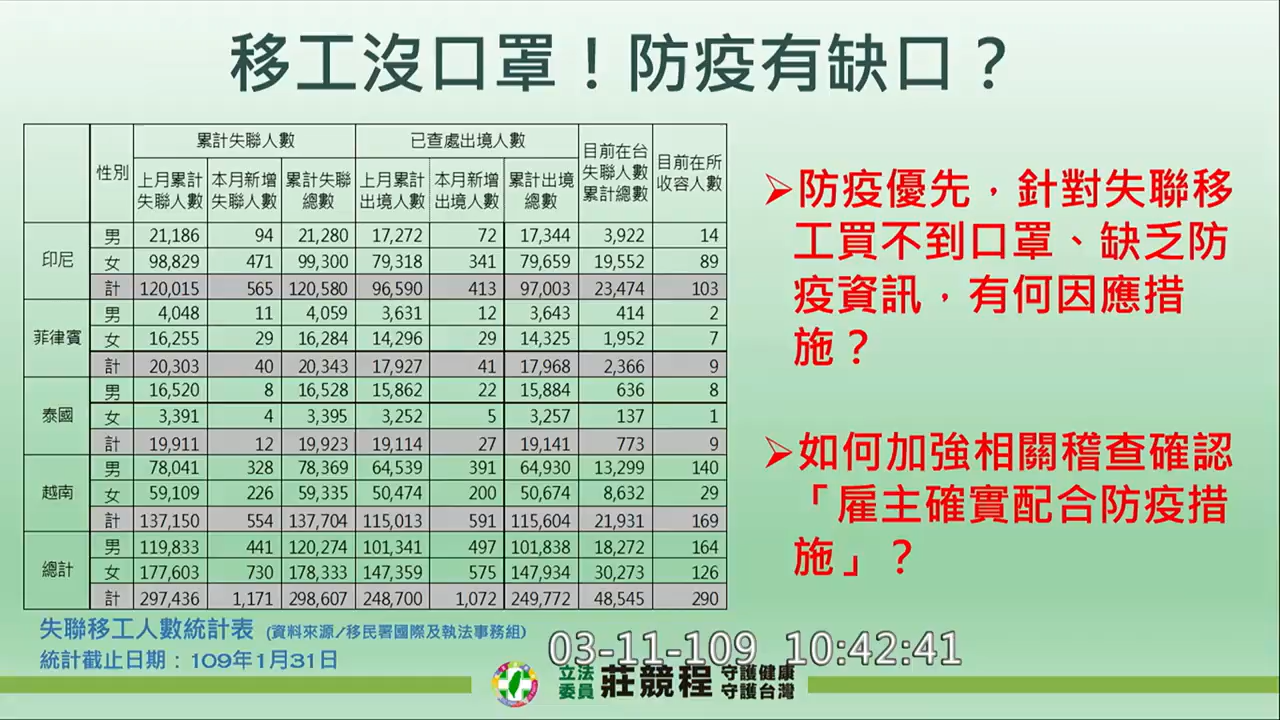 移工沒口罩！防疫有缺口？
性別 累計失聯人數 已查處出境人數 目前在台失聯人數累計總數 目前在所收容人數
上月累計失聯人數 本月新增失聯人數 累計失聯總數 上月累計出境人數 本月新增出境人數 累計出境總數
印尼 男 21,186 94 21,280 17,272 72 17,344 3,922 14
女 98,829 471 99,300 79,318 341 79,659 19,552 89
計 120,015 565 120,580 96,590 413 97,003 23,474 103
菲律賓 男 4,048 11 4,059 3,631 12 3,643 414 2
女 16,255 29 16,284 14,296 29 14,325 1,952 7
計 20,303 40 20,343 17,927 41 17,968 2,366 9
泰國 男 16,520 8 16,528 15,862 22 15,884 636 8
女 3,391 4 3,395 3,252 5 3,257 137 1
計 19,911 12 19,923 19,114 27 19,141 773 9
越南 男 78,041 328 78,369 64,539 391 64,930 13,299 140
女 59,109 226 59,335 50,474 200 50,674 8,632 29
計 137,150 554 137,704 115,013 591 115,604 21,931 169
總計 男 119,833 441 120,274 101,341 497 101,838 18,272 164
女 177,603 730 178,333 147,359 575 147,934 30,273 126
計 297,436 1,171 298,607 248,700 1,072 249,772 48,545 290
失聯移工人數統計表 (資料來源/移民署國際及執法事務組)
統計截止日期：109年1月31日
➢防疫優先，針對失聯移
工買不到口罩、缺乏防
疫資訊，有何因應措
施？
➢如何加強相關稽查確認
「雇主確實配合防疫措
施」？
03-11-109 10:42:41
立法委員 莊競程 守護健康 守護台灣